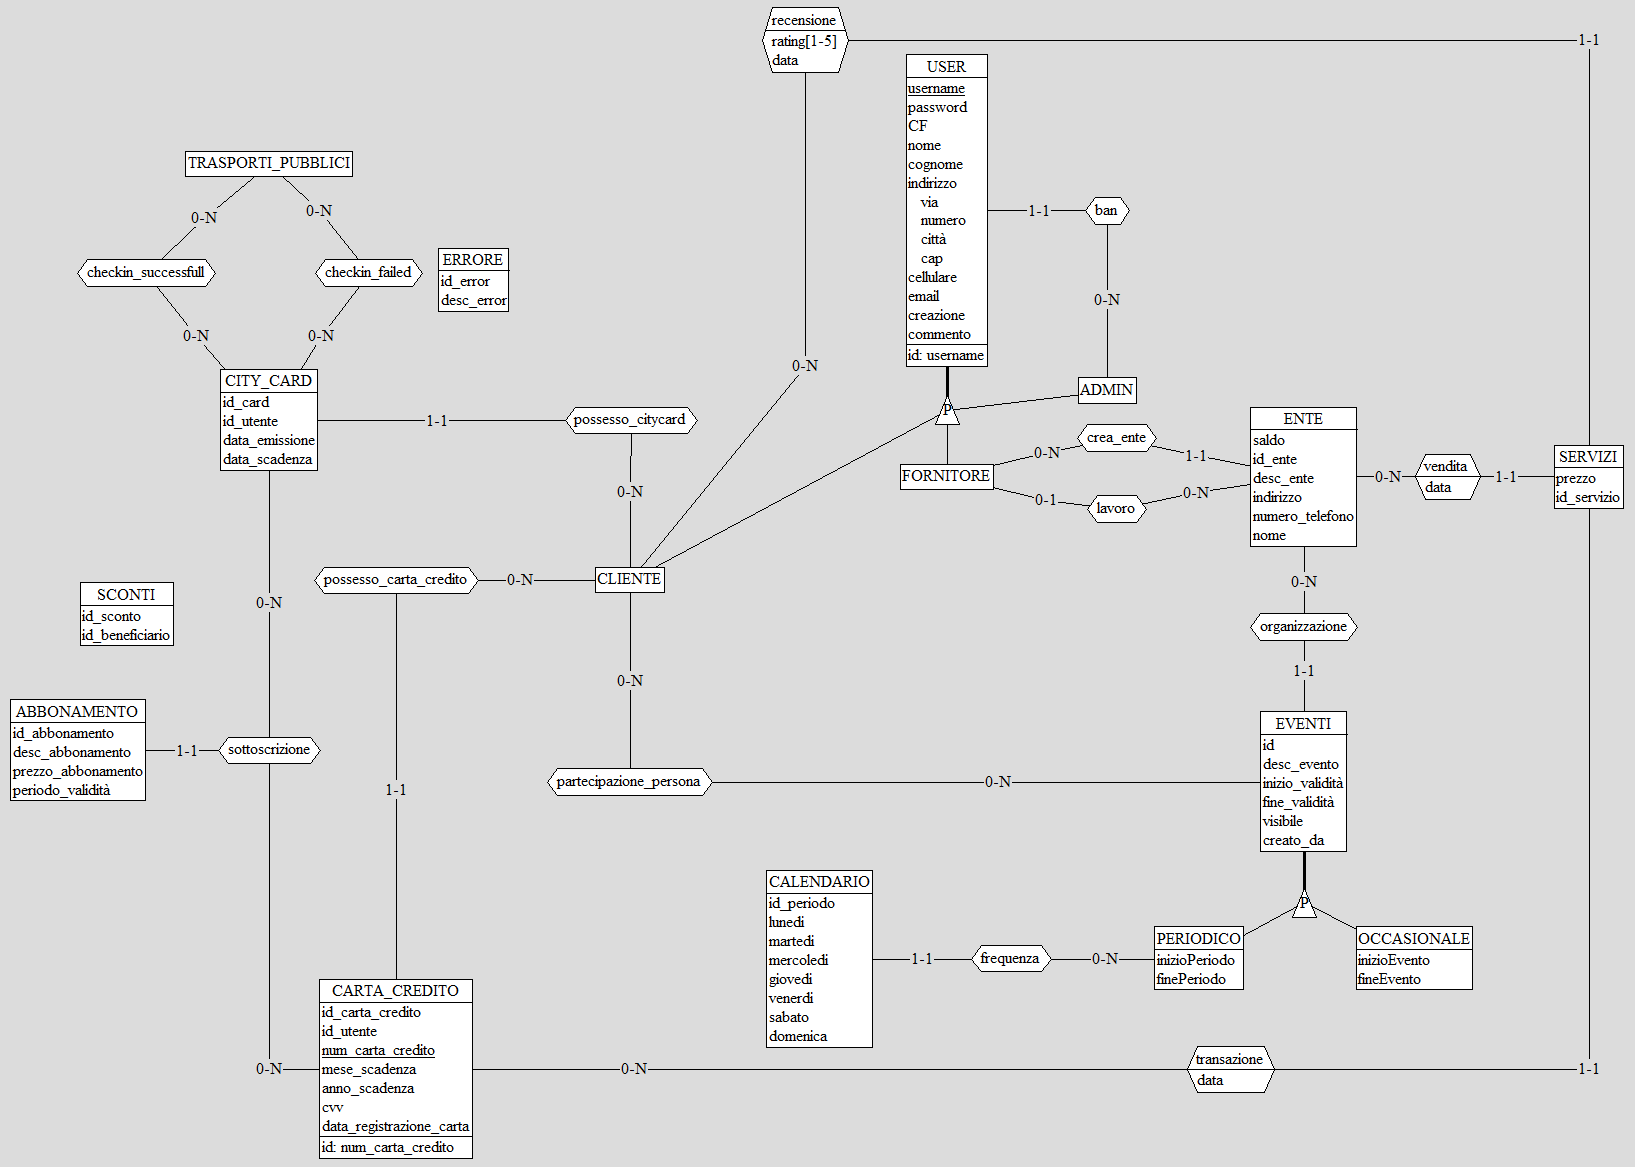 recensione
rating[1-5]
data
1-1
USER
username
password
CF
nome
cognome
indirizzo
via
numero
città
cap
cellulare
email
creazione
commento
id: username
1-1
ban
0-N
ADMIN
TRASPORTI_PUBBLICI
0-N
0-N
checkin_successfull
checkin_failed
ERRORE
id_error
desc_error
0-N
0-N
0-N
CITY_CARD
id_card
id_utente
data_emissione
data_scadenza
1-1
possesso_citycard
0-N
P
FORNITORE
0-N
crea_ente
1-1
0-1
lavoro
0-N
ENTE
saldo
id_ente
desc_ente
indirizzo
numero_telefono
nome
0-N
vendita
data
1-1
SERVIZI
prezzo
id_servizio
possesso_carta_credito
0-N
CLIENTE
0-N
organizzazione
1-1
SCONTI
id_sconto
id_beneficiario
0-N
0-N
ABBONAMENTO
id_abbonamento
desc_abbonamento
prezzo_abbonamento
periodo_validità
1-1
sottoscrizione
1-1
partecipazione_persona
0-N
EVENTI
id
desc_evento
inizio_validità
fine_validità
visibile
creato_da
P
CALENDARIO
id_periodo
lunedi
martedi
mercoledi
giovedi
venerdi
sabato
domenica
1-1
frequenza
0-N
PERIODICO
inizioPeriodo
finePeriodo
OCCASIONALE
inizioEvento
fineEvento
CARTA_CREDITO
id_carta_credito
id_utente
num_carta_credito
mese_scadenza
anno_scadenza
cvv
data_registrazione_carta
id: num_carta_credito
0-N
0-N
transazione
data
1-1